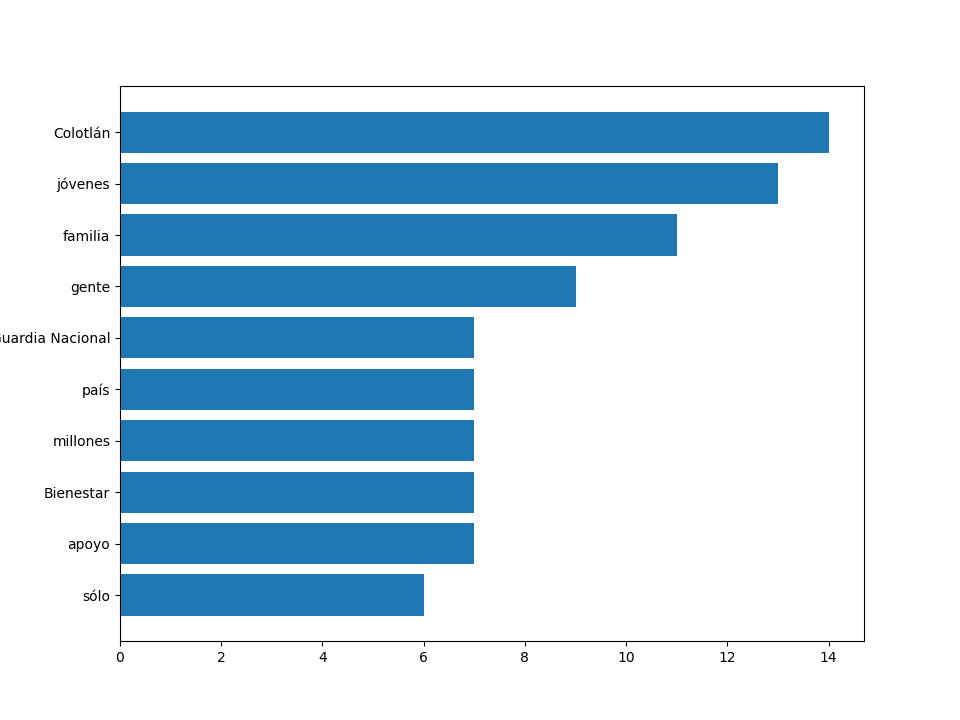 Colotlán
jóvenes
familia
gente
uardia Nacional
país
millones
Bienestar
apoyo
sólo
0 2 4 6 8 10 12 14